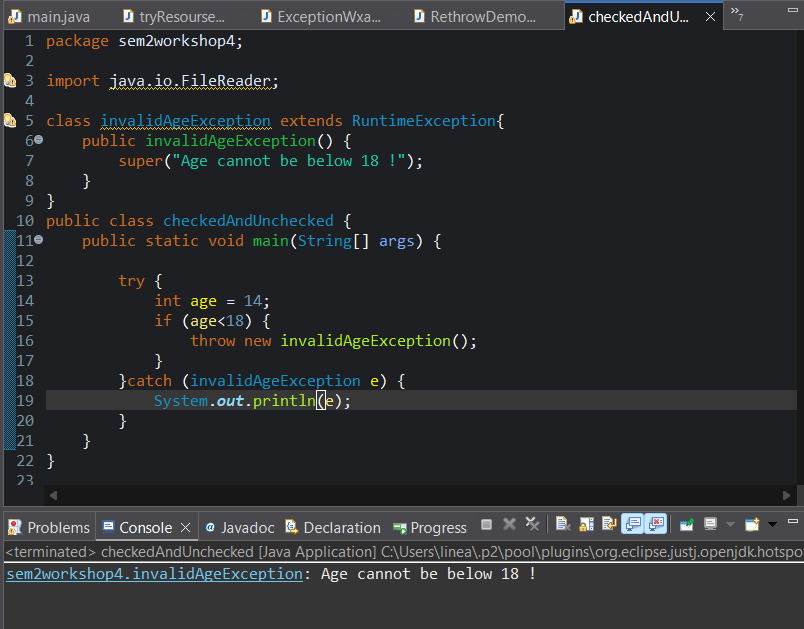 main.java tryResourse... ExceptionWxa... RethrowDemo... checkedAndU... 7
1 package sem2workshop4;
2
3 import java.io.FileReader;
4
5 class invalidAgeException extends RuntimeException{
6 public invalidAgeException() {
7 super("Age cannot be below 18 !");
8 }
9 }
10 public class checkedAndUnchecked {
11 public static void main(String[] args) {
12
13 try {
14 int age = 14;
15 if (age<18) {
16 throw new invalidAgeException();
17 }
18 }catch (invalidAgeException e) {
19 System.out.println(e);
20 }
21 }
22 }
23
Problems Console Javadoc Declaration Progress
<terminated> checkedAndUnchecked [Java Application] C:\Users\linea\.p2\pool\plugins\org.eclipse.justj.openjdk.hotspo
sem2workshop4.invalidAgeException: Age cannot be below 18 !